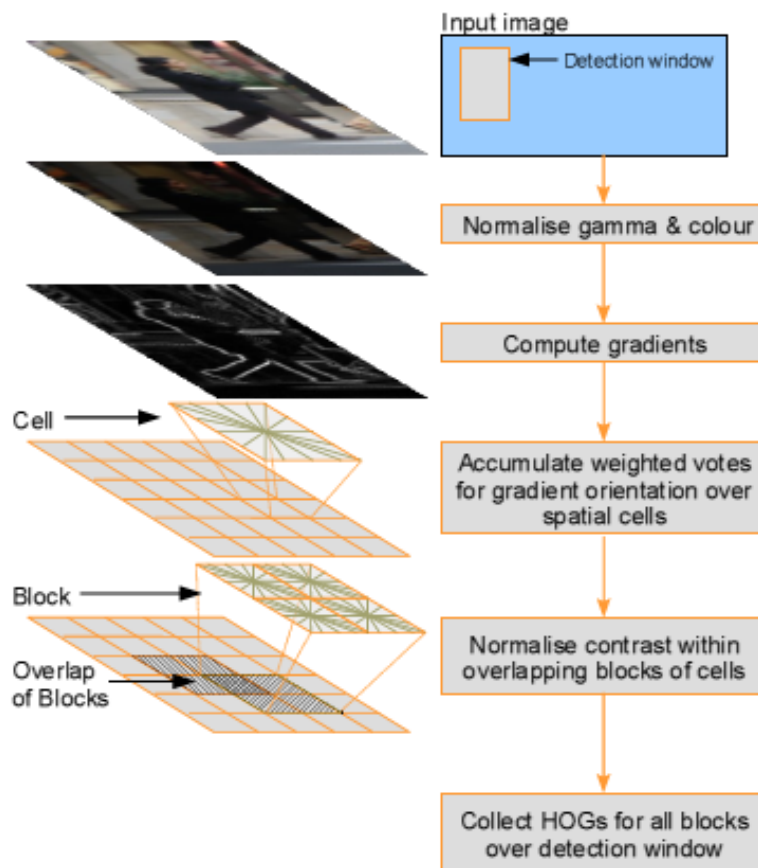 Input image
Detection window
Normalise gamma & colour
Compute gradients
Cell
Accumulate weighted votes
for gradient orientation over
spatial cells
Block
Normalise contrast within
overlapping blocks of cells
Overlap
of Blocks
Collect HOGs for all blocks
over detection window